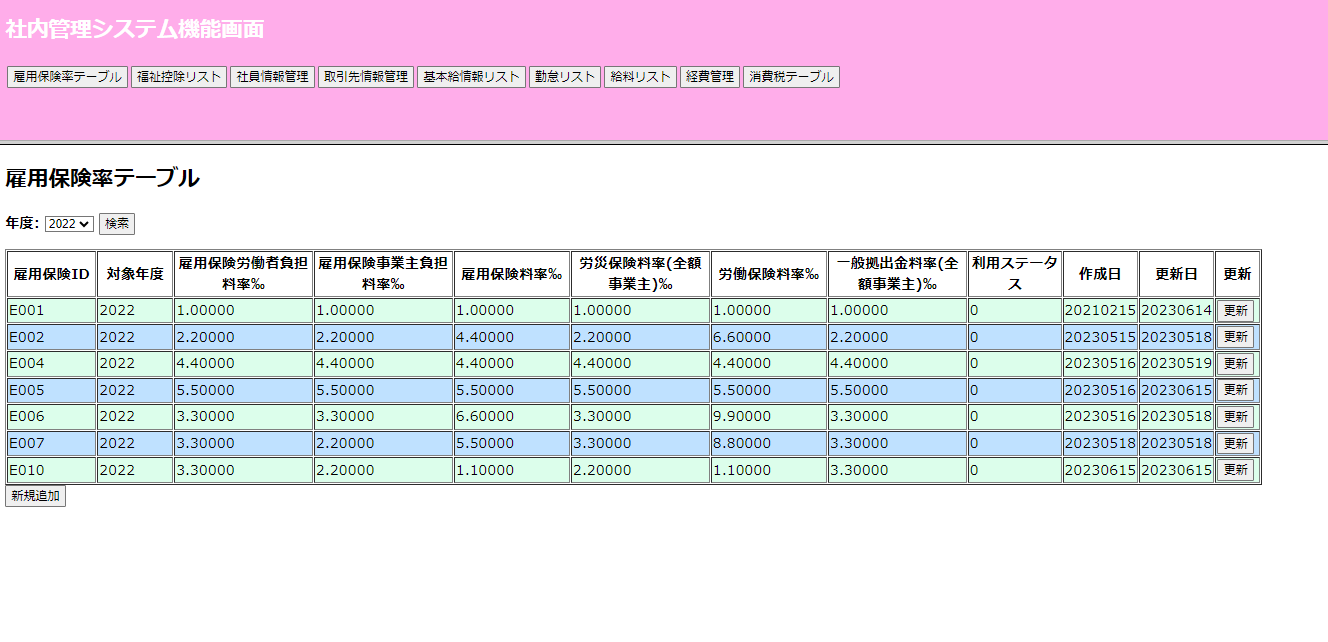 社内管理システム機能画面
雇用保険率テーブル 福祉控除リスト 社員情報管理 取引先情報管理 基本給情報リスト 勤怠リスト 給料リスト 経費管理 消費税テーブル
雇用保険率テーブル
年度: 2022 検索
雇用保険ID 対象年度 雇用保険労働者負担料率‰ 雇用保険事業主負担料率‰ 雇用保険料率‰ 労災保険料率(全額事業主)‰ 労働保険料率‰ 一般拠出金料率(全額事業主)‰ 利用ステータス 作成日 更新日 更新
E001 2022 1.00000 1.00000 1.00000 1.00000 1.00000 1.00000 0 20210215 20230614 更新
E002 2022 2.20000 2.20000 4.40000 2.20000 6.60000 2.20000 0 20230515 20230518 更新
E004 2022 4.40000 4.40000 4.40000 4.40000 4.40000 4.40000 0 20230516 20230519 更新
E005 2022 5.50000 5.50000 5.50000 5.50000 5.50000 5.50000 0 20230516 20230615 更新
E006 2022 3.30000 3.30000 6.60000 3.30000 9.90000 3.30000 0 20230516 20230518 更新
E007 2022 3.30000 2.20000 5.50000 3.30000 8.80000 3.30000 0 20230518 20230518 更新
E010 2022 3.30000 2.20000 1.10000 2.20000 1.10000 3.30000 0 20230615 20230615 更新
新規追加